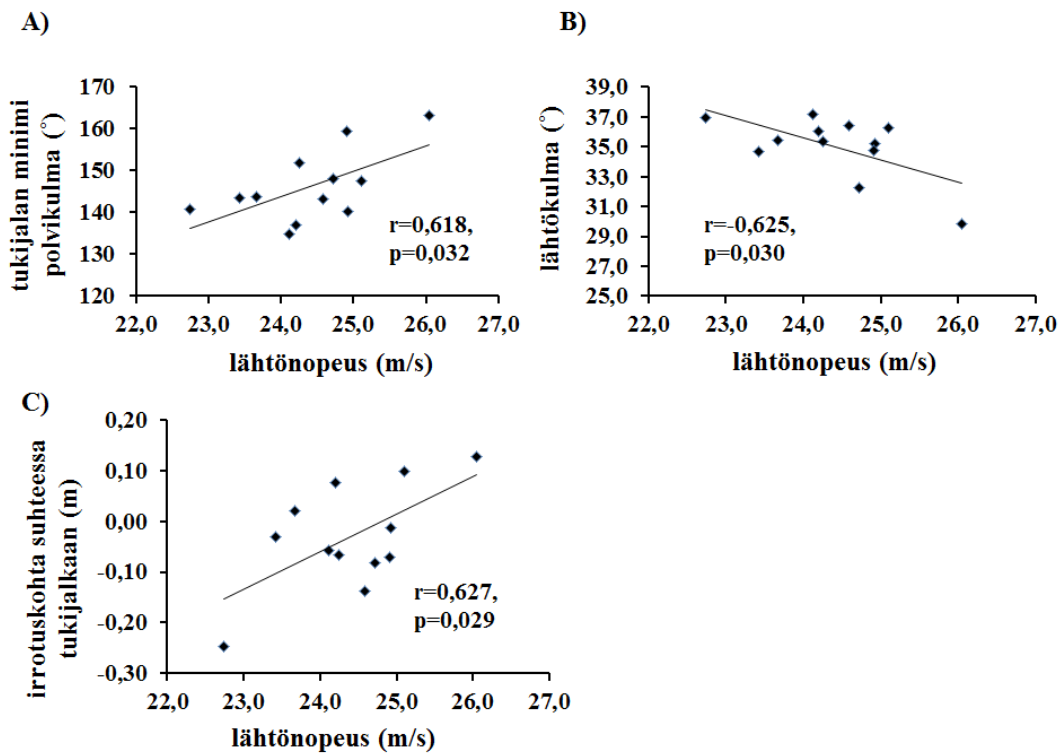 A)
tukijalan minimi
polvikulma (°)
170
160
150
140
130
120
r=0,618,
p=0,032
22,0 23,0 24,0 25,0 26,0 27,0
lähtönopeus (m/s)
B)
lähtökulma (°)
39,0
37,0
35,0
33,0
31,0
29,0
27,0
25,0
r=-0,625,
p=0,030
22,0 23,0 24,0 25,0 26,0 27,0
lähtönopeus (m/s)
C)
irrotuskohta suhteessa
tukijalkaan (m)
0,20
0,10
0,00
-0,10
-0,20
-0,30
r=0,627,
p=0,029
22,0 23,0 24,0 25,0 26,0 27,0
lähtönopeus (m/s)